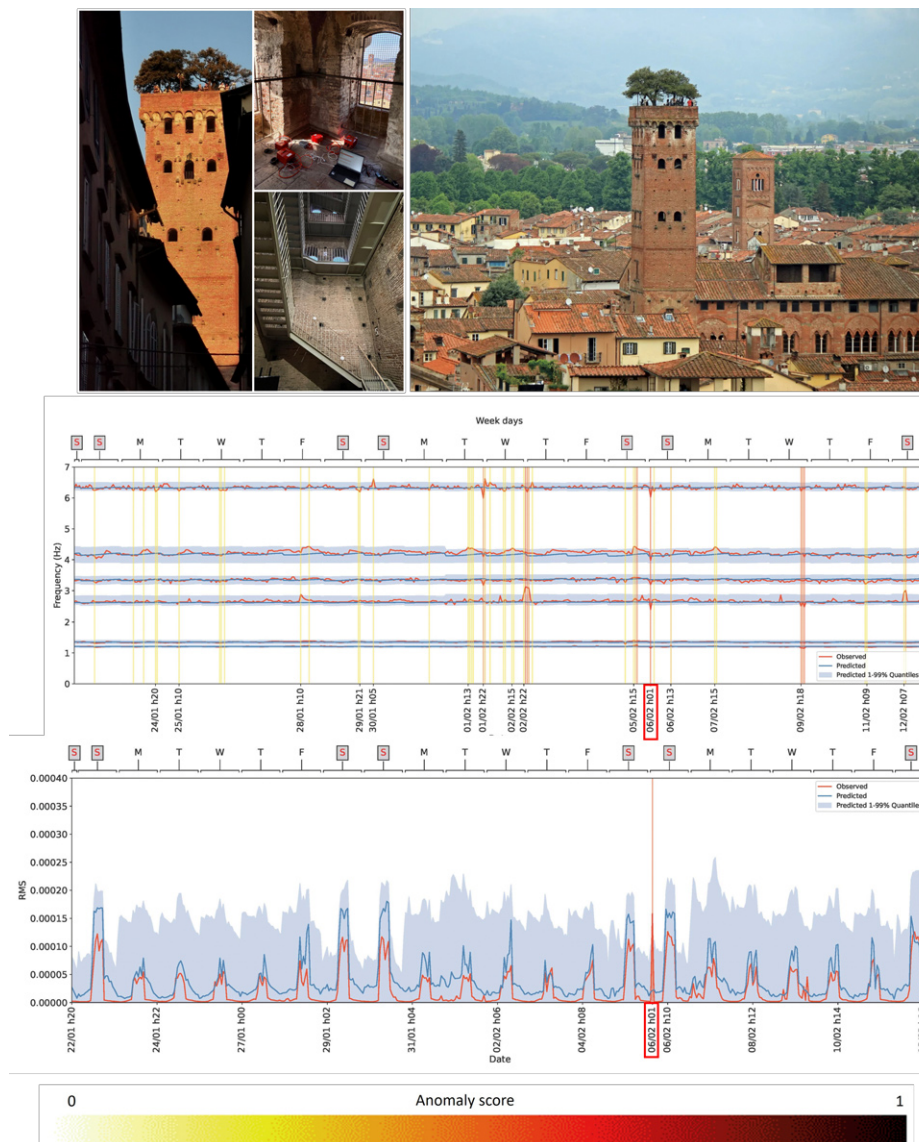 Week days
S S M T W T F S S M T W T F S S M T W T F S
7
6
5
4
3
2
1
0
Frequency (Hz)
Observed
Predicted
Predicted 1-99% Quantiles
24/01 h20
25/01 h10
28/01 h10
29/01 h21
30/01 h05
01/02 h13
01/02 h22
02/02 h15
02/02 h22
05/02 h15
06/02 h01
06/02 h13
07/02 h15
09/02 h18
11/02 h09
12/02 h07
S S M T W T F S S M T W T F S S M T W T F S
0.00040
0.00035
0.00030
0.00025
0.00020
0.00015
0.00010
0.00005
0.00000
RMS
Observed
Predicted
Predicted 1-99% Quantiles
22/01 h20
24/01 h22
27/01 h00
29/01 h02
31/01 h04
02/02 h06
04/02 h08
06/02 h01
06/02 h10
08/02 h12
10/02 h14
Date
0 Anomaly score 1